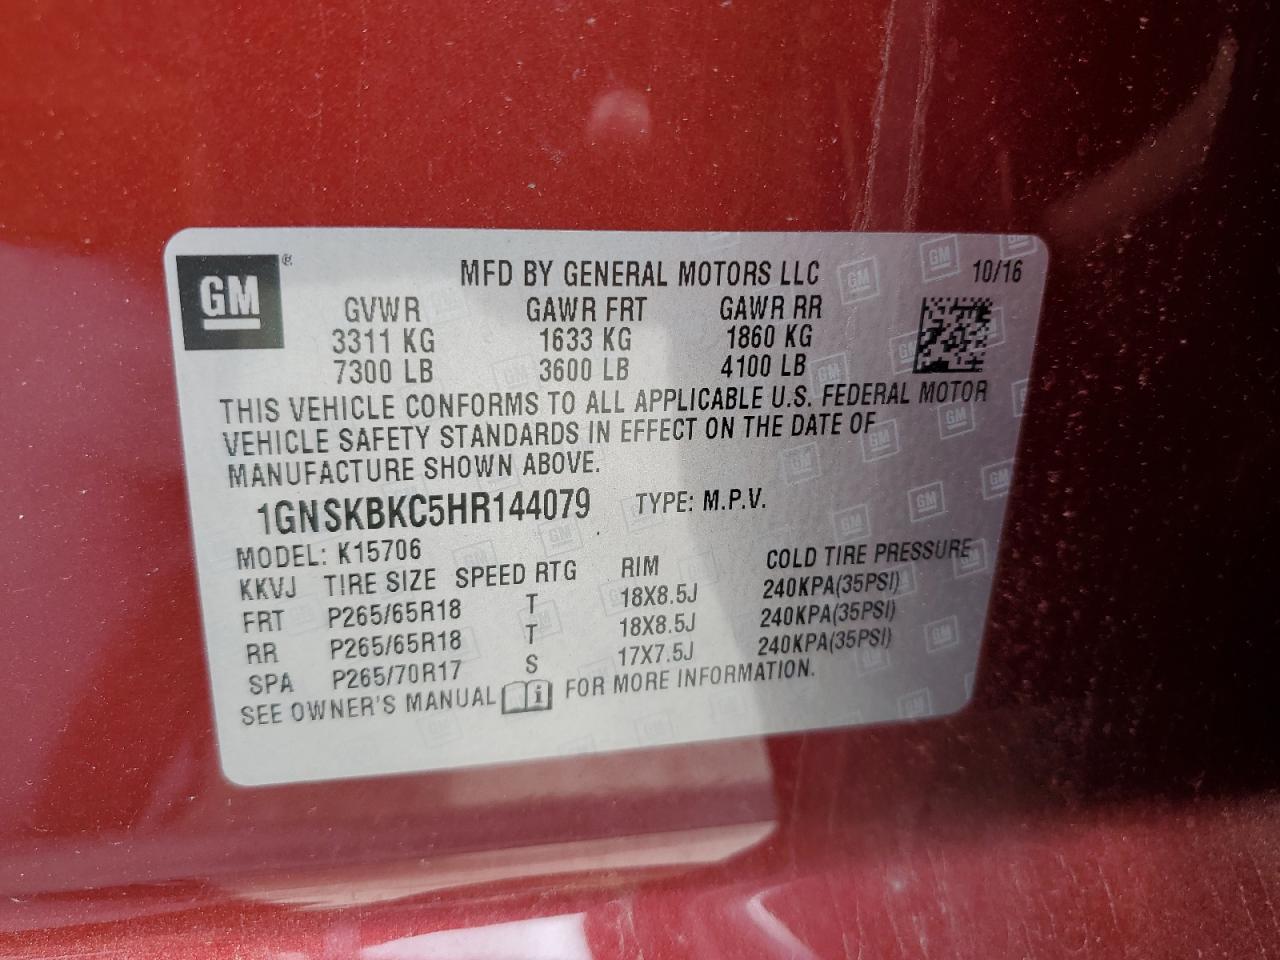 GM®
MFD BY GENERAL MOTORS LLC 10/16
GVWR GAWR FRT GAWR RR
3311 KG 1633 KG 1860 KG
7300 LB 3600 LB 4100 LB
THIS VEHICLE CONFORMS TO ALL APPLICABLE U.S. FEDERAL MOTOR
VEHICLE SAFETY STANDARDS IN EFFECT ON THE DATE OF
MANUFACTURE SHOWN ABOVE.
1GNSKBKC5HR144079 TYPE: M.P.V.
MODEL: K15706
KKVJ TIRE SIZE SPEED RTG RIM COLD TIRE PRESSURE
FRT P265/65R18 T 18X8.5J 240KPA(35PSI)
RR P265/65R18 T 18X8.5J 240KPA(35PSI)
SPA P265/70R17 S 17X7.5J 240KPA(35PSI)
SEE OWNER'S MANUAL FOR MORE INFORMATION.